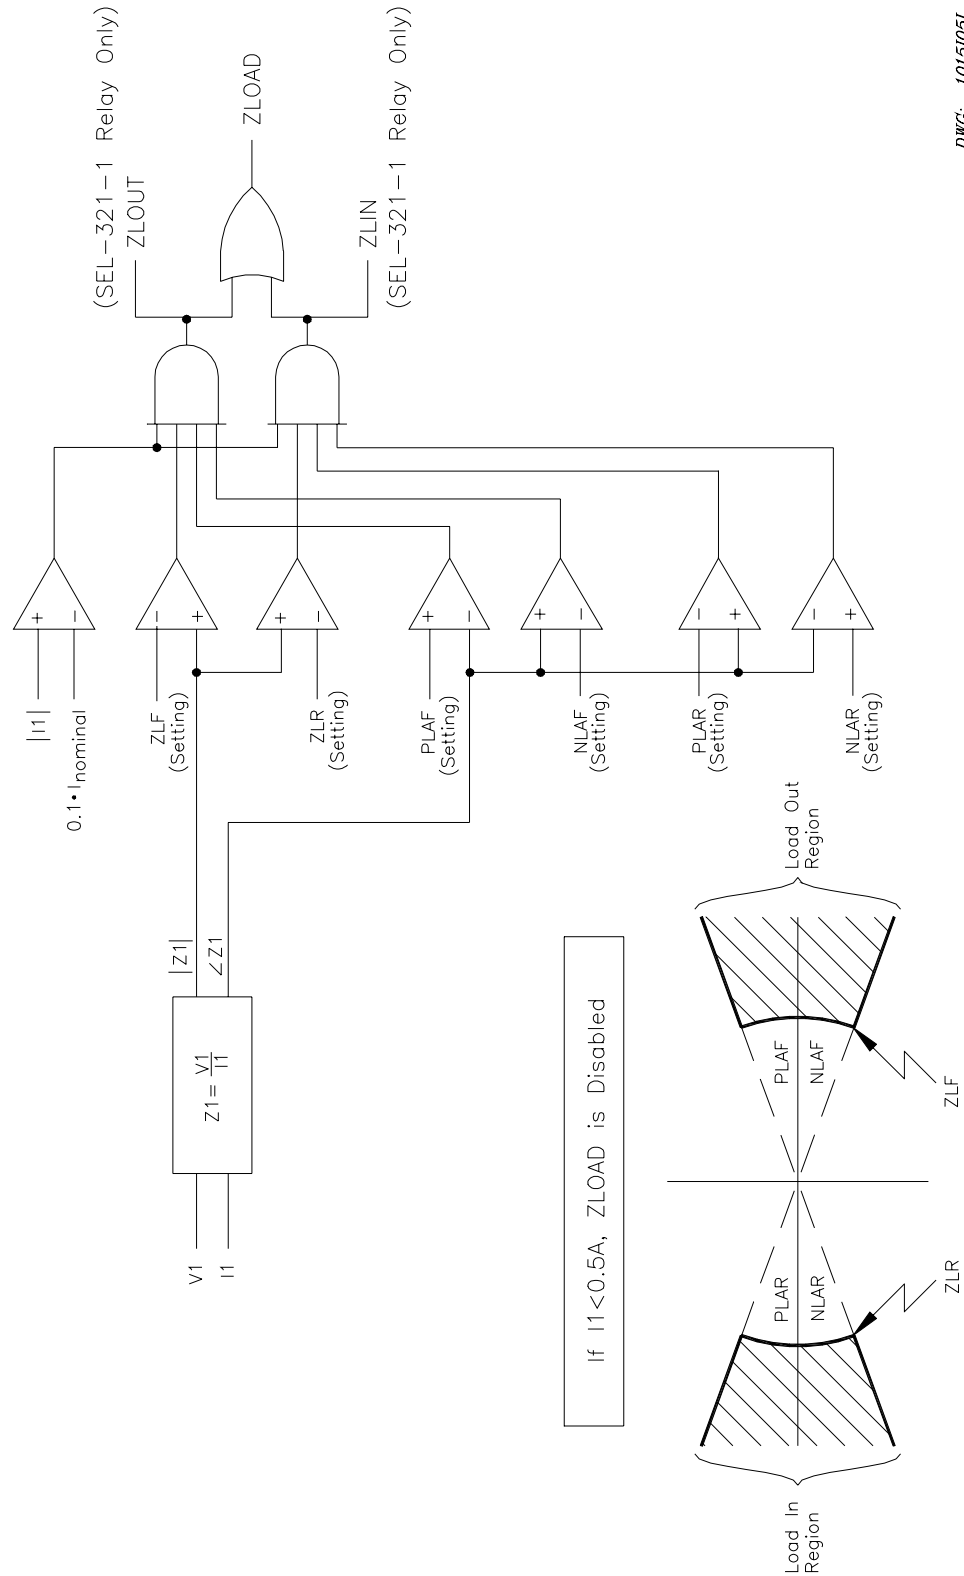 |I1|
0.1•Inominal
ZLF
(Setting)
ZLR
(Setting)
PLAF
(Setting)
NLAF
(Setting)
PLAR
(Setting)
NLAR
(Setting)
+
−
−
+
+
−
+
−
+
−
−
+
−
+
(SEL−321−1 Relay Only)
ZLOUT
ZLOAD
ZLIN
(SEL−321−1 Relay Only)
V1
I1
Z1= V1
I1
|Z1|
∠Z1
If I1<0.5A, ZLOAD is Disabled
Load In
Region
PLAR
NLAR
ZLR
PLAF
NLAF
ZLF
Load Out
Region
DWG: 1015I05I